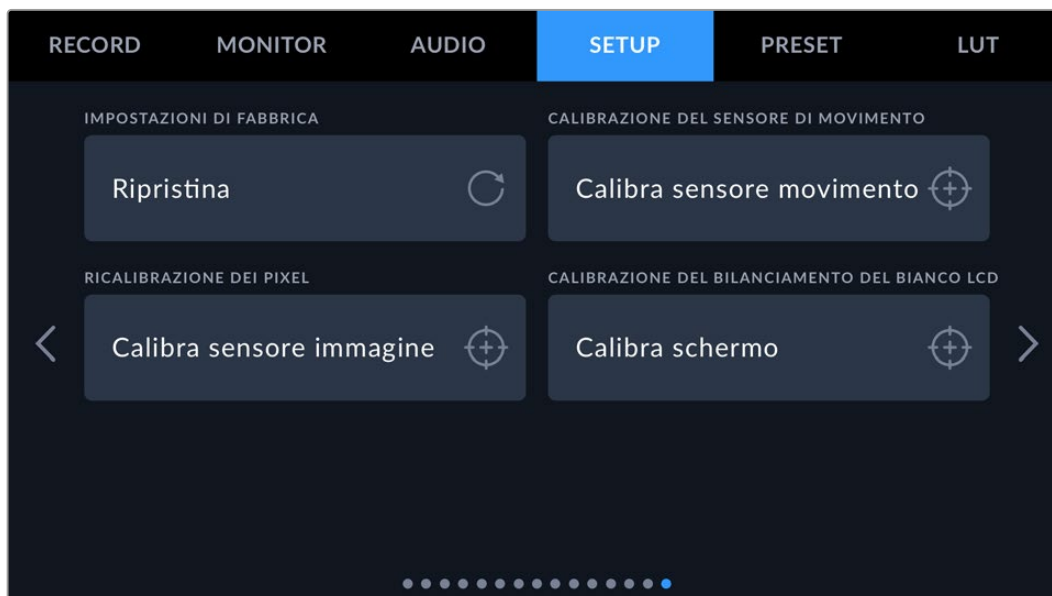 RECORD MONITOR AUDIO SETUP PRESET LUT
IMPOSTAZIONI DI FABBRICA
Ripristina
CALIBRAZIONE DEL SENSORE DI MOVIMENTO
Calibra sensore movimento
RICALIBRAZIONE DEI PIXEL
Calibra sensore immagine
CALIBRAZIONE DEL BILANCIAMENTO DEL BIANCO LCD
Calibra schermo